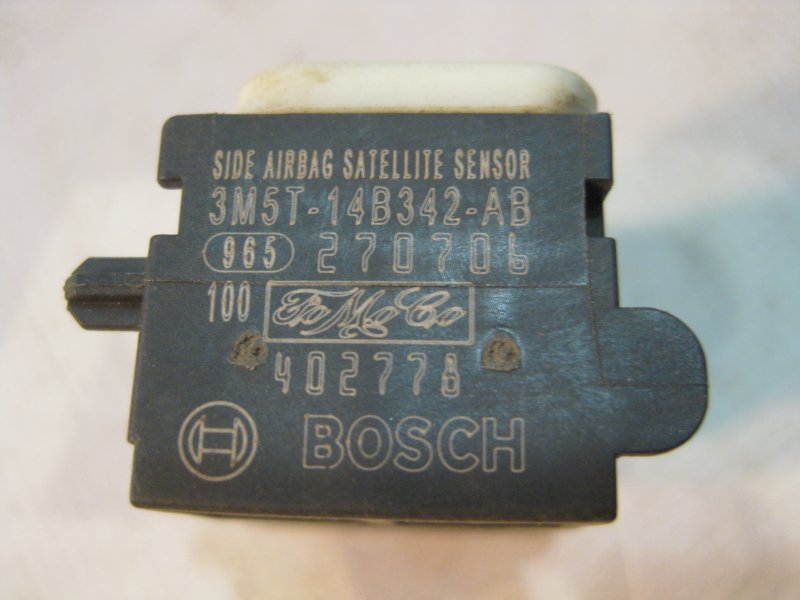 SIDE AIRBAG SATELLITE SENSOR
3M5T-14B342-AB
965 270706
100 FoMoCo
402778
BOSCH